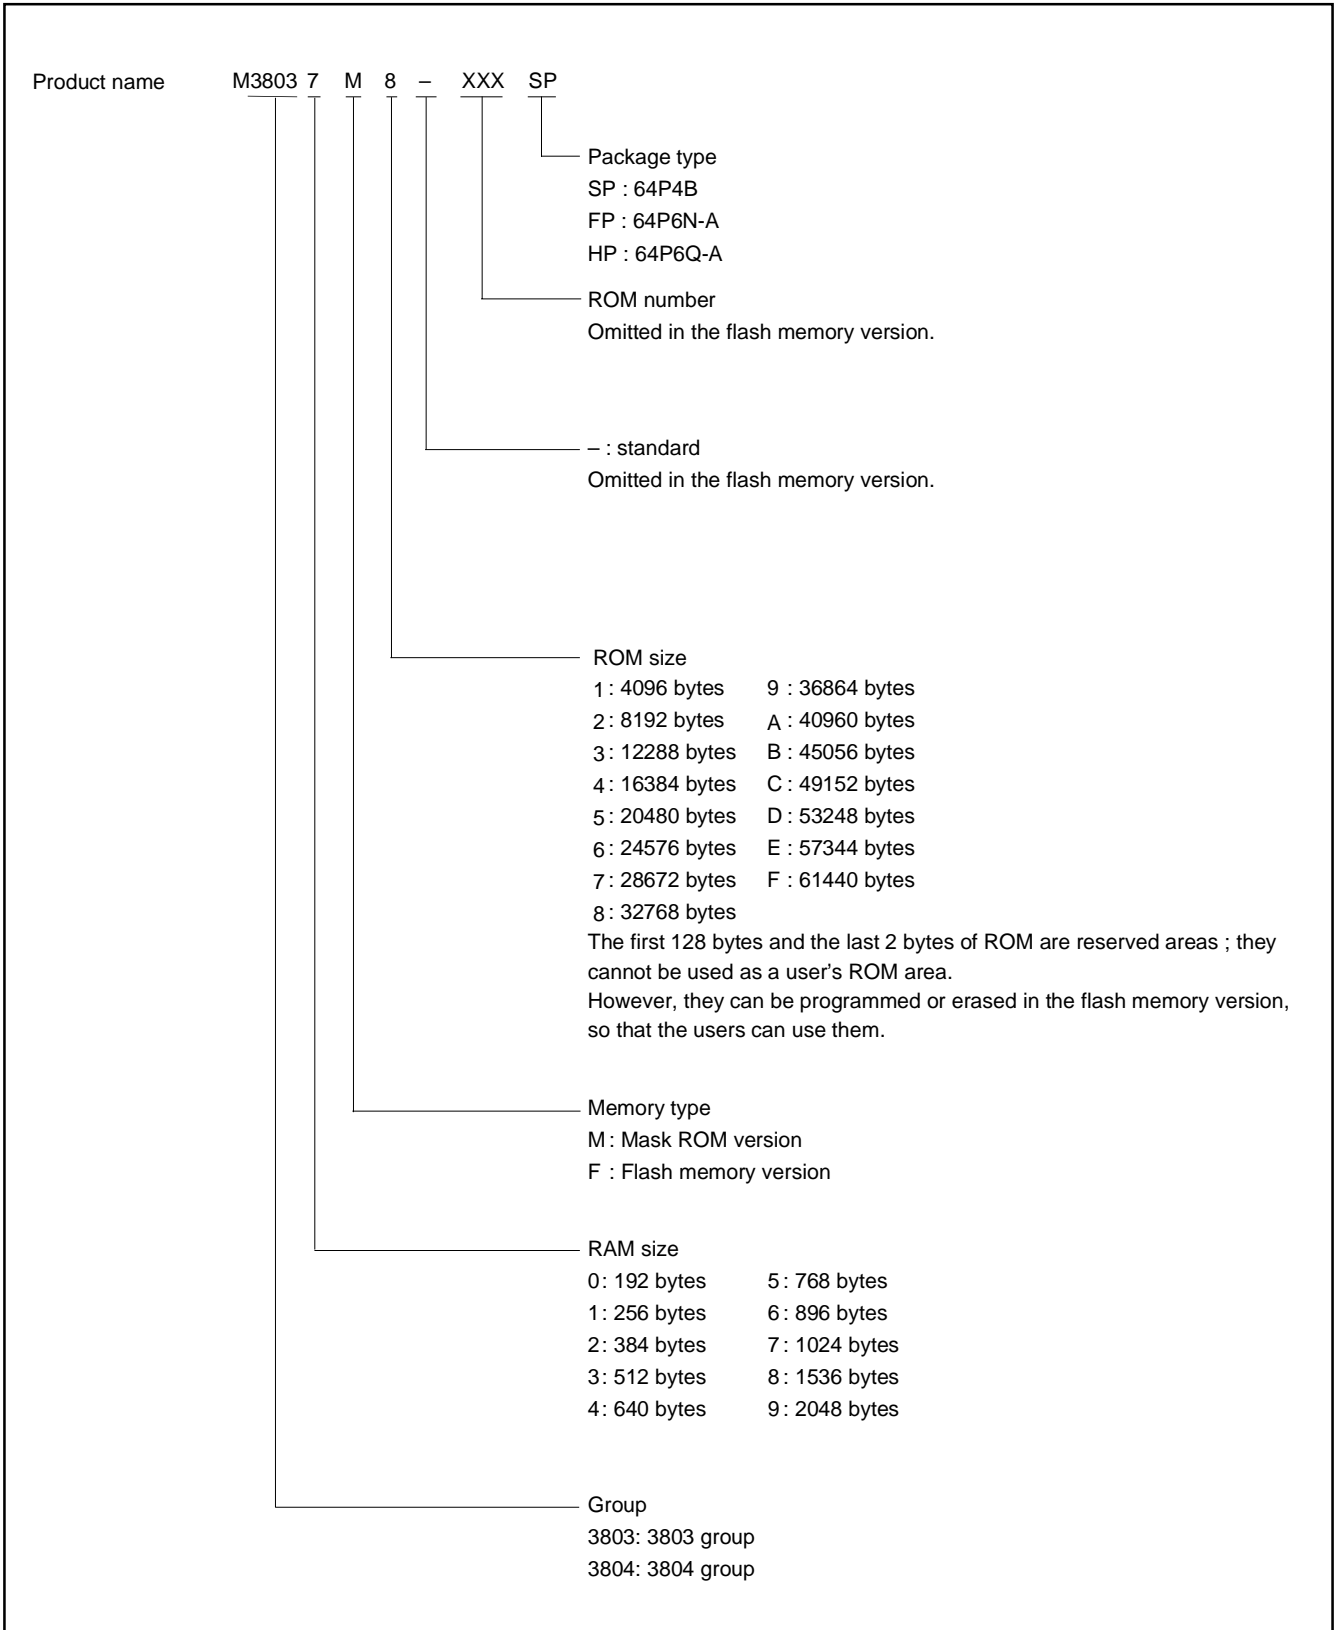 Product name M3803 7 M 8 – XXX SP
Package type
SP : 64P4B
FP : 64P6N-A
HP : 64P6Q-A
ROM number
Omitted in the flash memory version.
– : standard
Omitted in the flash memory version.
ROM size
1 : 4096 bytes 9 : 36864 bytes
2 : 8192 bytes A : 40960 bytes
3 : 12288 bytes B : 45056 bytes
4 : 16384 bytes C : 49152 bytes
5 : 20480 bytes D : 53248 bytes
6 : 24576 bytes E : 57344 bytes
7 : 28672 bytes F : 61440 bytes
8 : 32768 bytes
The first 128 bytes and the last 2 bytes of ROM are reserved areas ; they
cannot be used as a user’s ROM area.
However, they can be programmed or erased in the flash memory version,
so that the users can use them.
Memory type
M : Mask ROM version
F : Flash memory version
RAM size
0 : 192 bytes 5 : 768 bytes
1 : 256 bytes 6 : 896 bytes
2 : 384 bytes 7 : 1024 bytes
3 : 512 bytes 8 : 1536 bytes
4 : 640 bytes 9 : 2048 bytes
Group
3803: 3803 group
3804: 3804 group